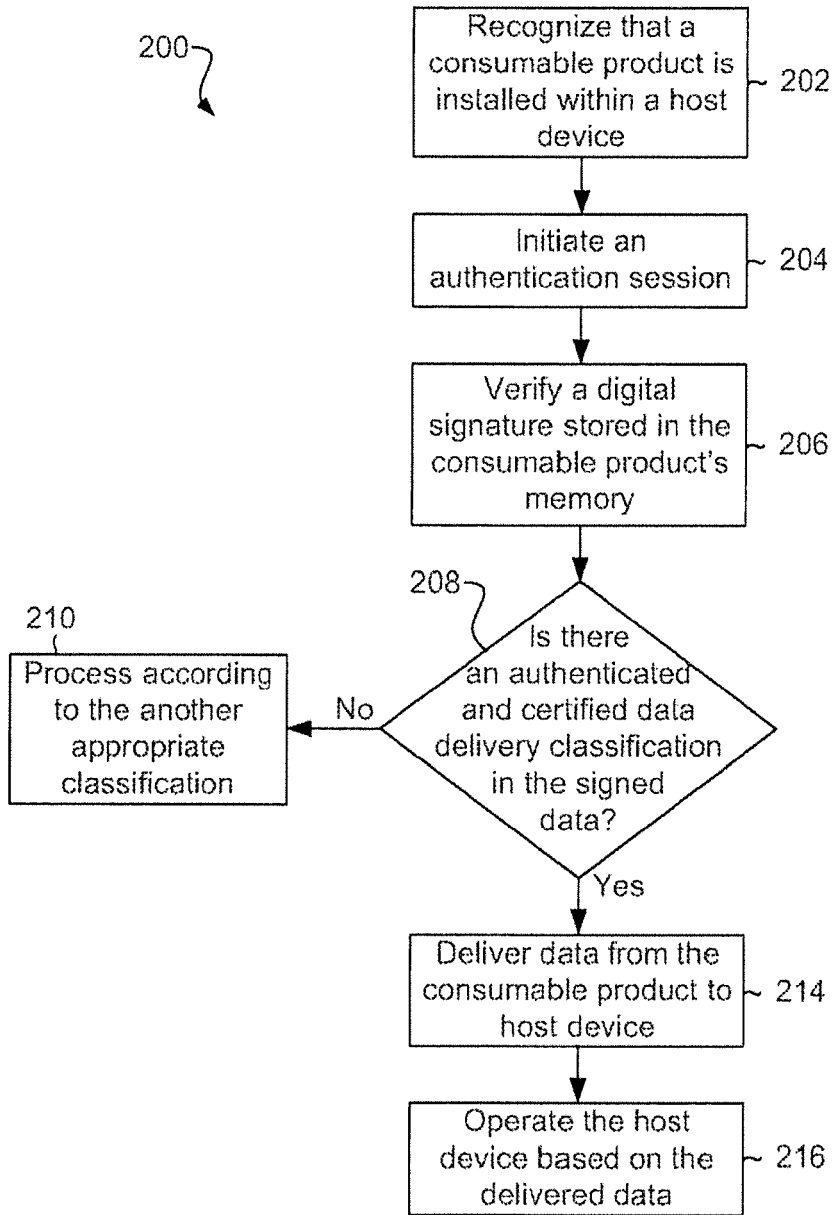 200
Recognize that a
consumable product is
installed within a host
device
202
Initiate an
authentication session
204
Verify a digital
signature stored in the
consumable product's
memory
206
208
Is there
an authenticated
and certified data
delivery classification
in the signed
data?
No
210
Process according
to the another
appropriate
classification
Yes
Deliver data from the
consumable product to
host device
214
Operate the host
device based on the
delivered data
216